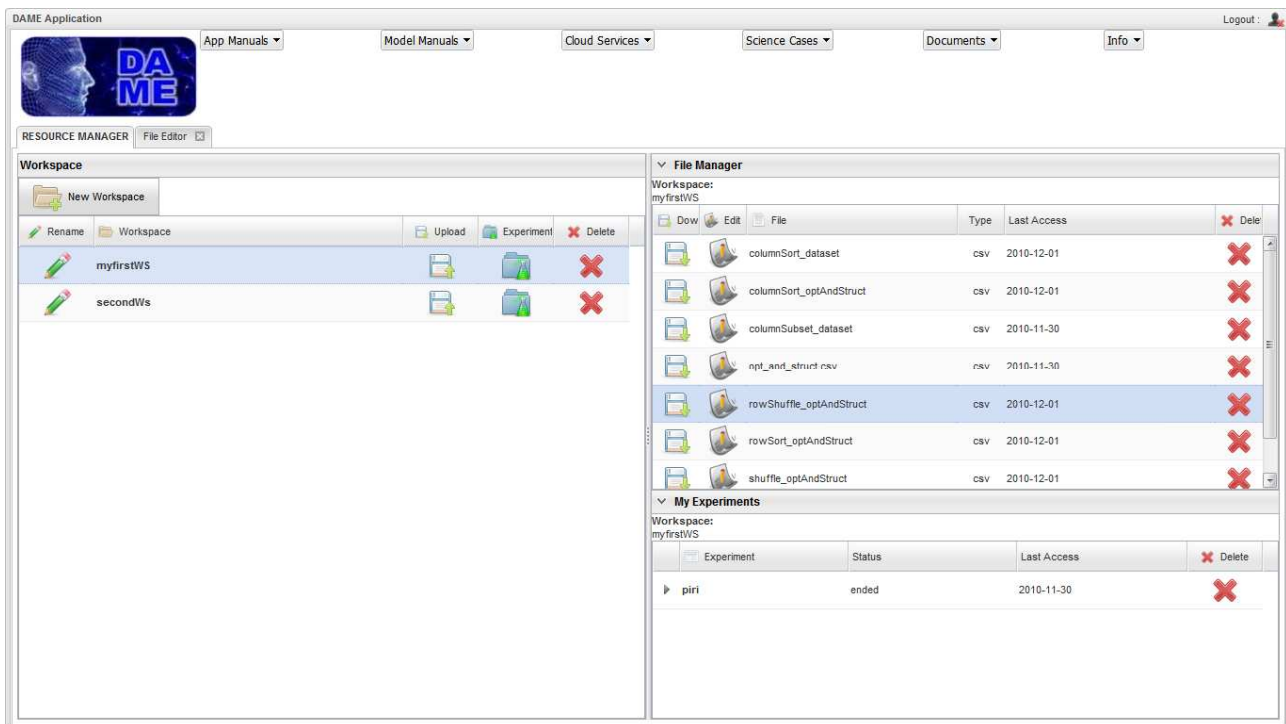 DAME Application
Logout :
App Manuals
Model Manuals
Cloud Services
Science Cases
Documents
Info
DA
ME
RESOURCE MANAGER
File Editor
Workspace
New Workspace
Rename Workspace Upload Experiment Delete
myfirstWS
secondWs
File Manager
Workspace:
myfirstWS
Dow Edit File Type Last Access Delet
columnSort_dataset csv 2010-12-01
columnSort_optAndStruct csv 2010-12-01
columnSubset_dataset csv 2010-11-30
opt_and_struct.csv csv 2010-11-30
rowShuffle_optAndStruct csv 2010-12-01
rowSort_optAndStruct csv 2010-12-01
shuffle_optAndStruct csv 2010-12-01
My Experiments
Workspace:
myfirstWS
Experiment Status Last Access Delete
piri ended 2010-11-30